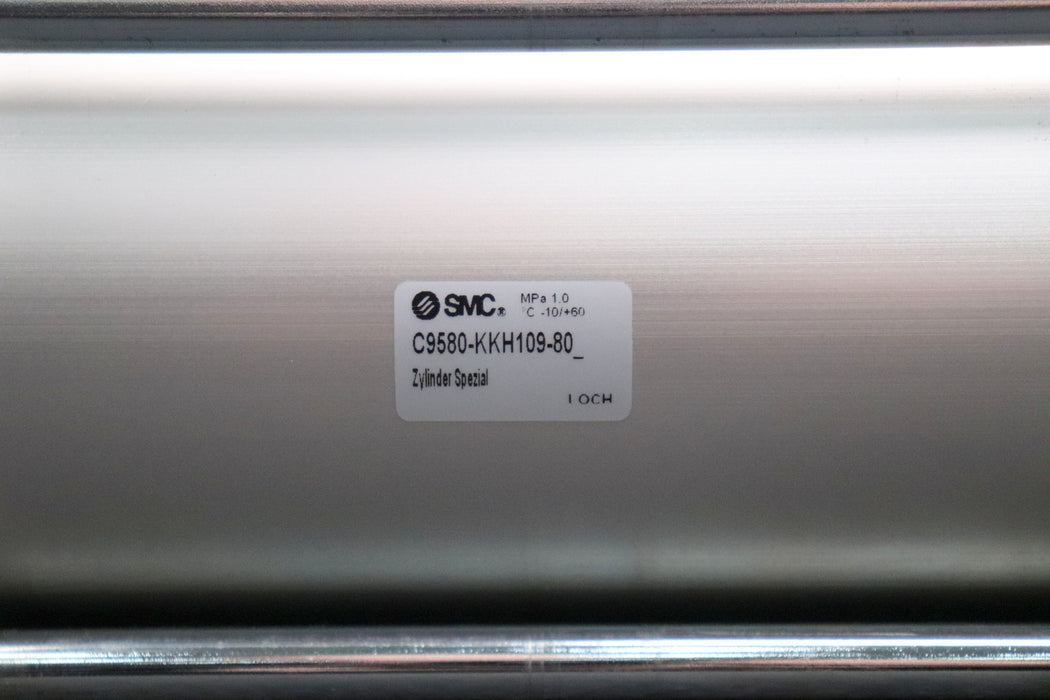 SMC® MPa 1.0
°C -10/+60
C9580-KKH109-80_
Zylinder Spezial
LOCH